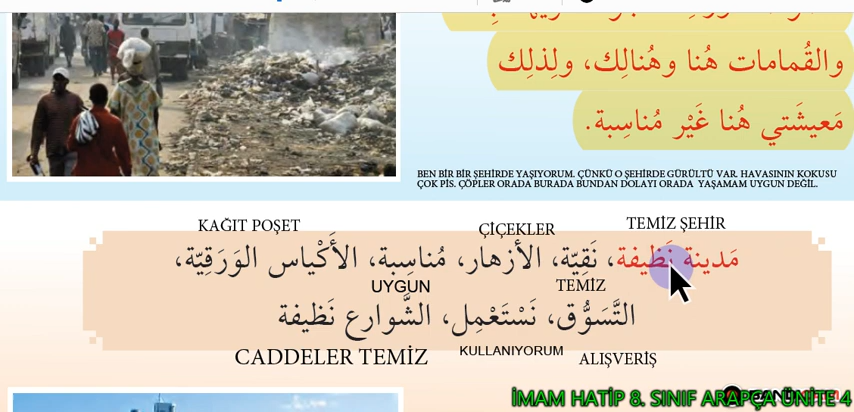 والقُمامات هُنا وهُنالِك، ولِذلِك
مَعيشَتي هُنا غَيْر مُناسِبة.
BEN BİR BİR ŞEHİRDE YAŞIYORUM. ÇÜNKÜ O ŞEHİRDE GÜRÜLTÜ VAR. HAVASININ KOKUSU
ÇOK PİS. ÇÖPLER ORADA BURADA BUNDAN DOLAYI ORADA YAŞAMAM UYGUN DEĞİL.
TEMİZ ŞEHİR
ÇİÇEKLER
KAĞIT POŞET
مَدينة نَظيفة، نَقِيّة، الأزهار، مُناسِبة، الأَكْياس الوَرَقِيّة،
TEMİZ
UYGUN
التَّسَوُّق، نَسْتَعْمِل، الشَّوارِع نَظيفة
ALIŞVERİŞ
KULLANIYORUM
CADDELER TEMİZ
İMAM HATİP 8. SINIF ARAPÇA ÜNİTE 4